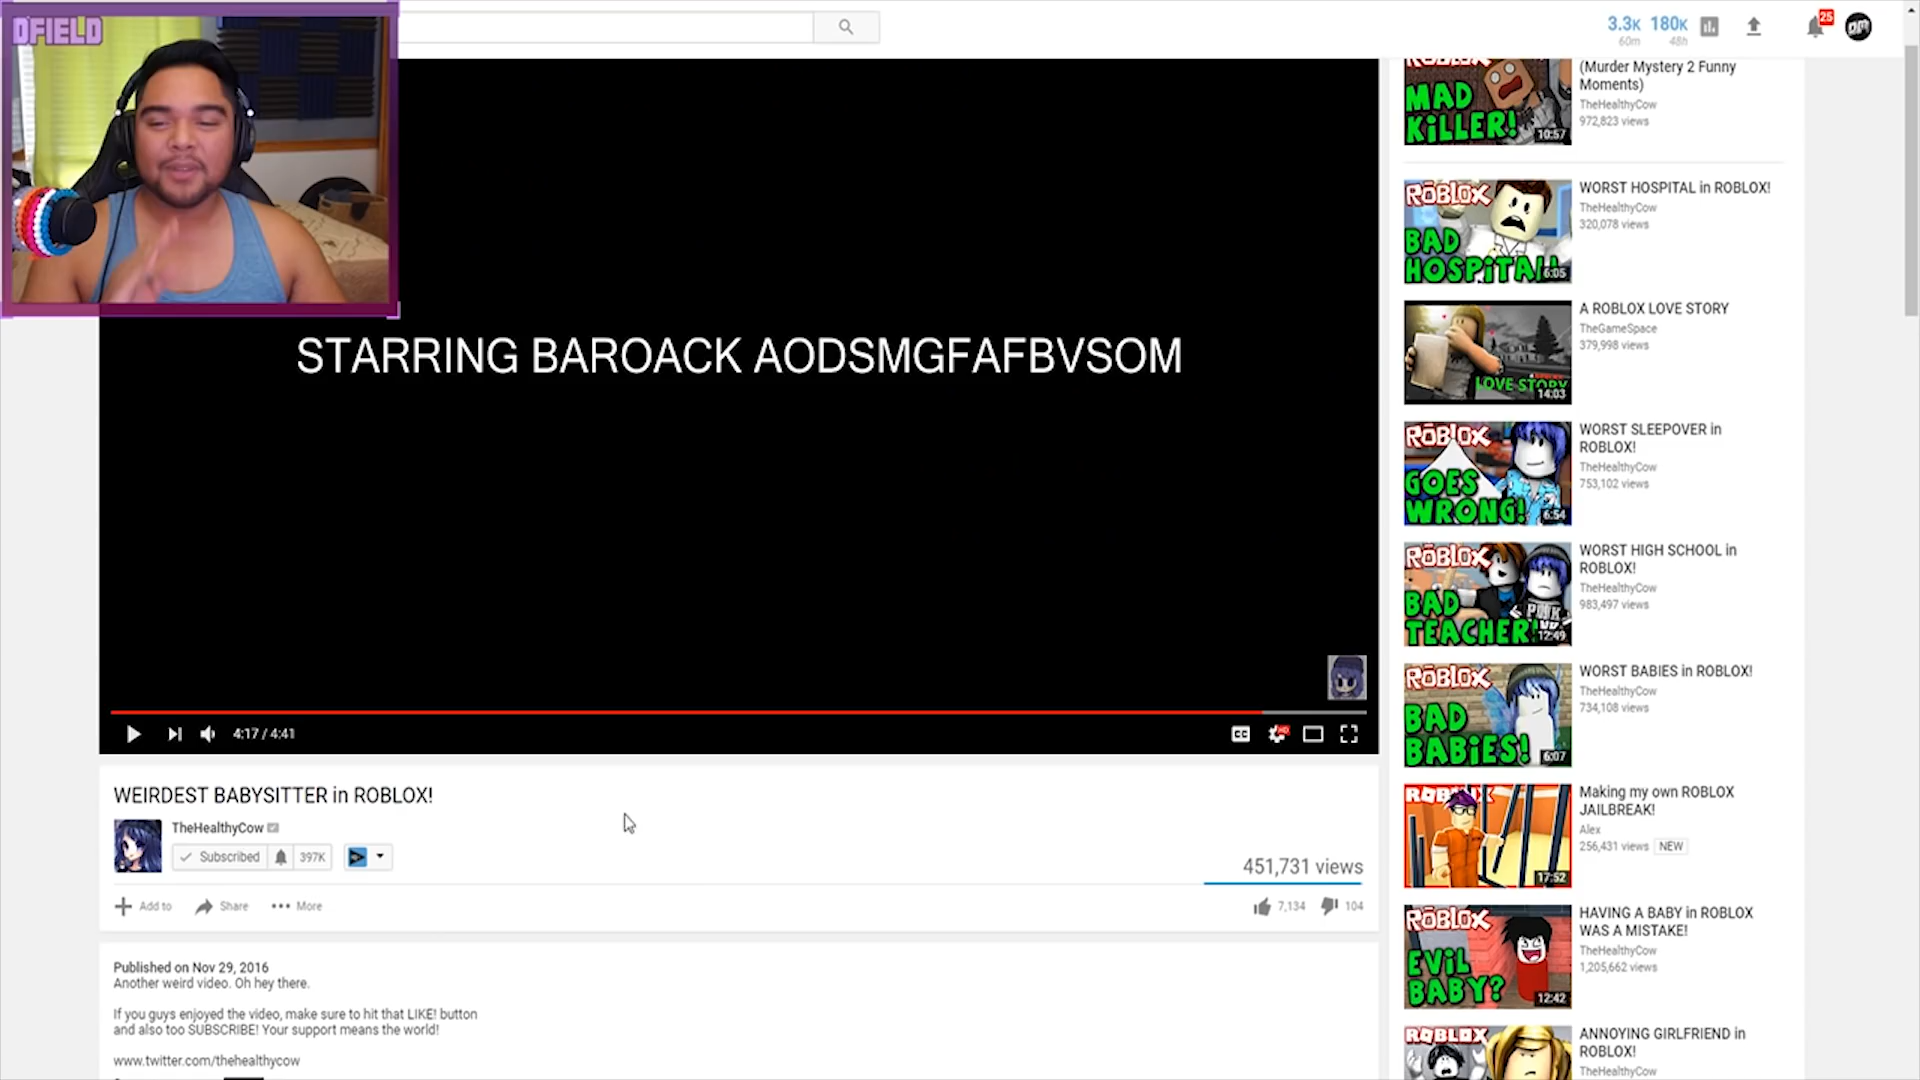 DFIELD
3.3K 180K
60m 48h
25
STARRING BAROACK AODSMGFAFBVSOM
4:17 / 4:41
CC
HD
WEIRDEST BABYSITTER in ROBLOX!
TheHealthyCow
Subscribed 397K
451,731 views
Add to Share More
7,134 104
Published on Nov 29, 2016
Another weird video. Oh hey there.
If you guys enjoyed the video, make sure to hit that LIKE! button
and also too SUBSCRIBE! Your support means the world!
www.twitter.com/thehealthycow
ROBLOX
MAD
KiLLER!
10:57
(Murder Mystery 2 Funny
Moments)
TheHealthyCow
972,823 views
ROBLOX
BAD
HOSPiTAL!
6:05
WORST HOSPITAL in ROBLOX!
TheHealthyCow
320,078 views
LOVE STORY
14:03
A ROBLOX LOVE STORY
TheGameSpace
379,998 views
ROBLOX
GOES
WRONG!
6:54
WORST SLEEPOVER in
ROBLOX!
TheHealthyCow
753,102 views
ROBLOX
BAD
TEACHER!
PUNK
12:49
WORST HIGH SCHOOL in
ROBLOX!
TheHealthyCow
983,497 views
ROBLOX
BAD
BABiES!
6:07
WORST BABIES in ROBLOX!
TheHealthyCow
734,108 views
ROBLOX
17:52
Making my own ROBLOX
JAILBREAK!
Alex
256,431 views NEW
ROBLOX
EViL
BABY?
12:42
HAVING A BABY in ROBLOX
WAS A MISTAKE!
TheHealthyCow
1,205,662 views
ROBLOX
ANNOYING GIRLFRIEND in
ROBLOX!
TheHealthyCow